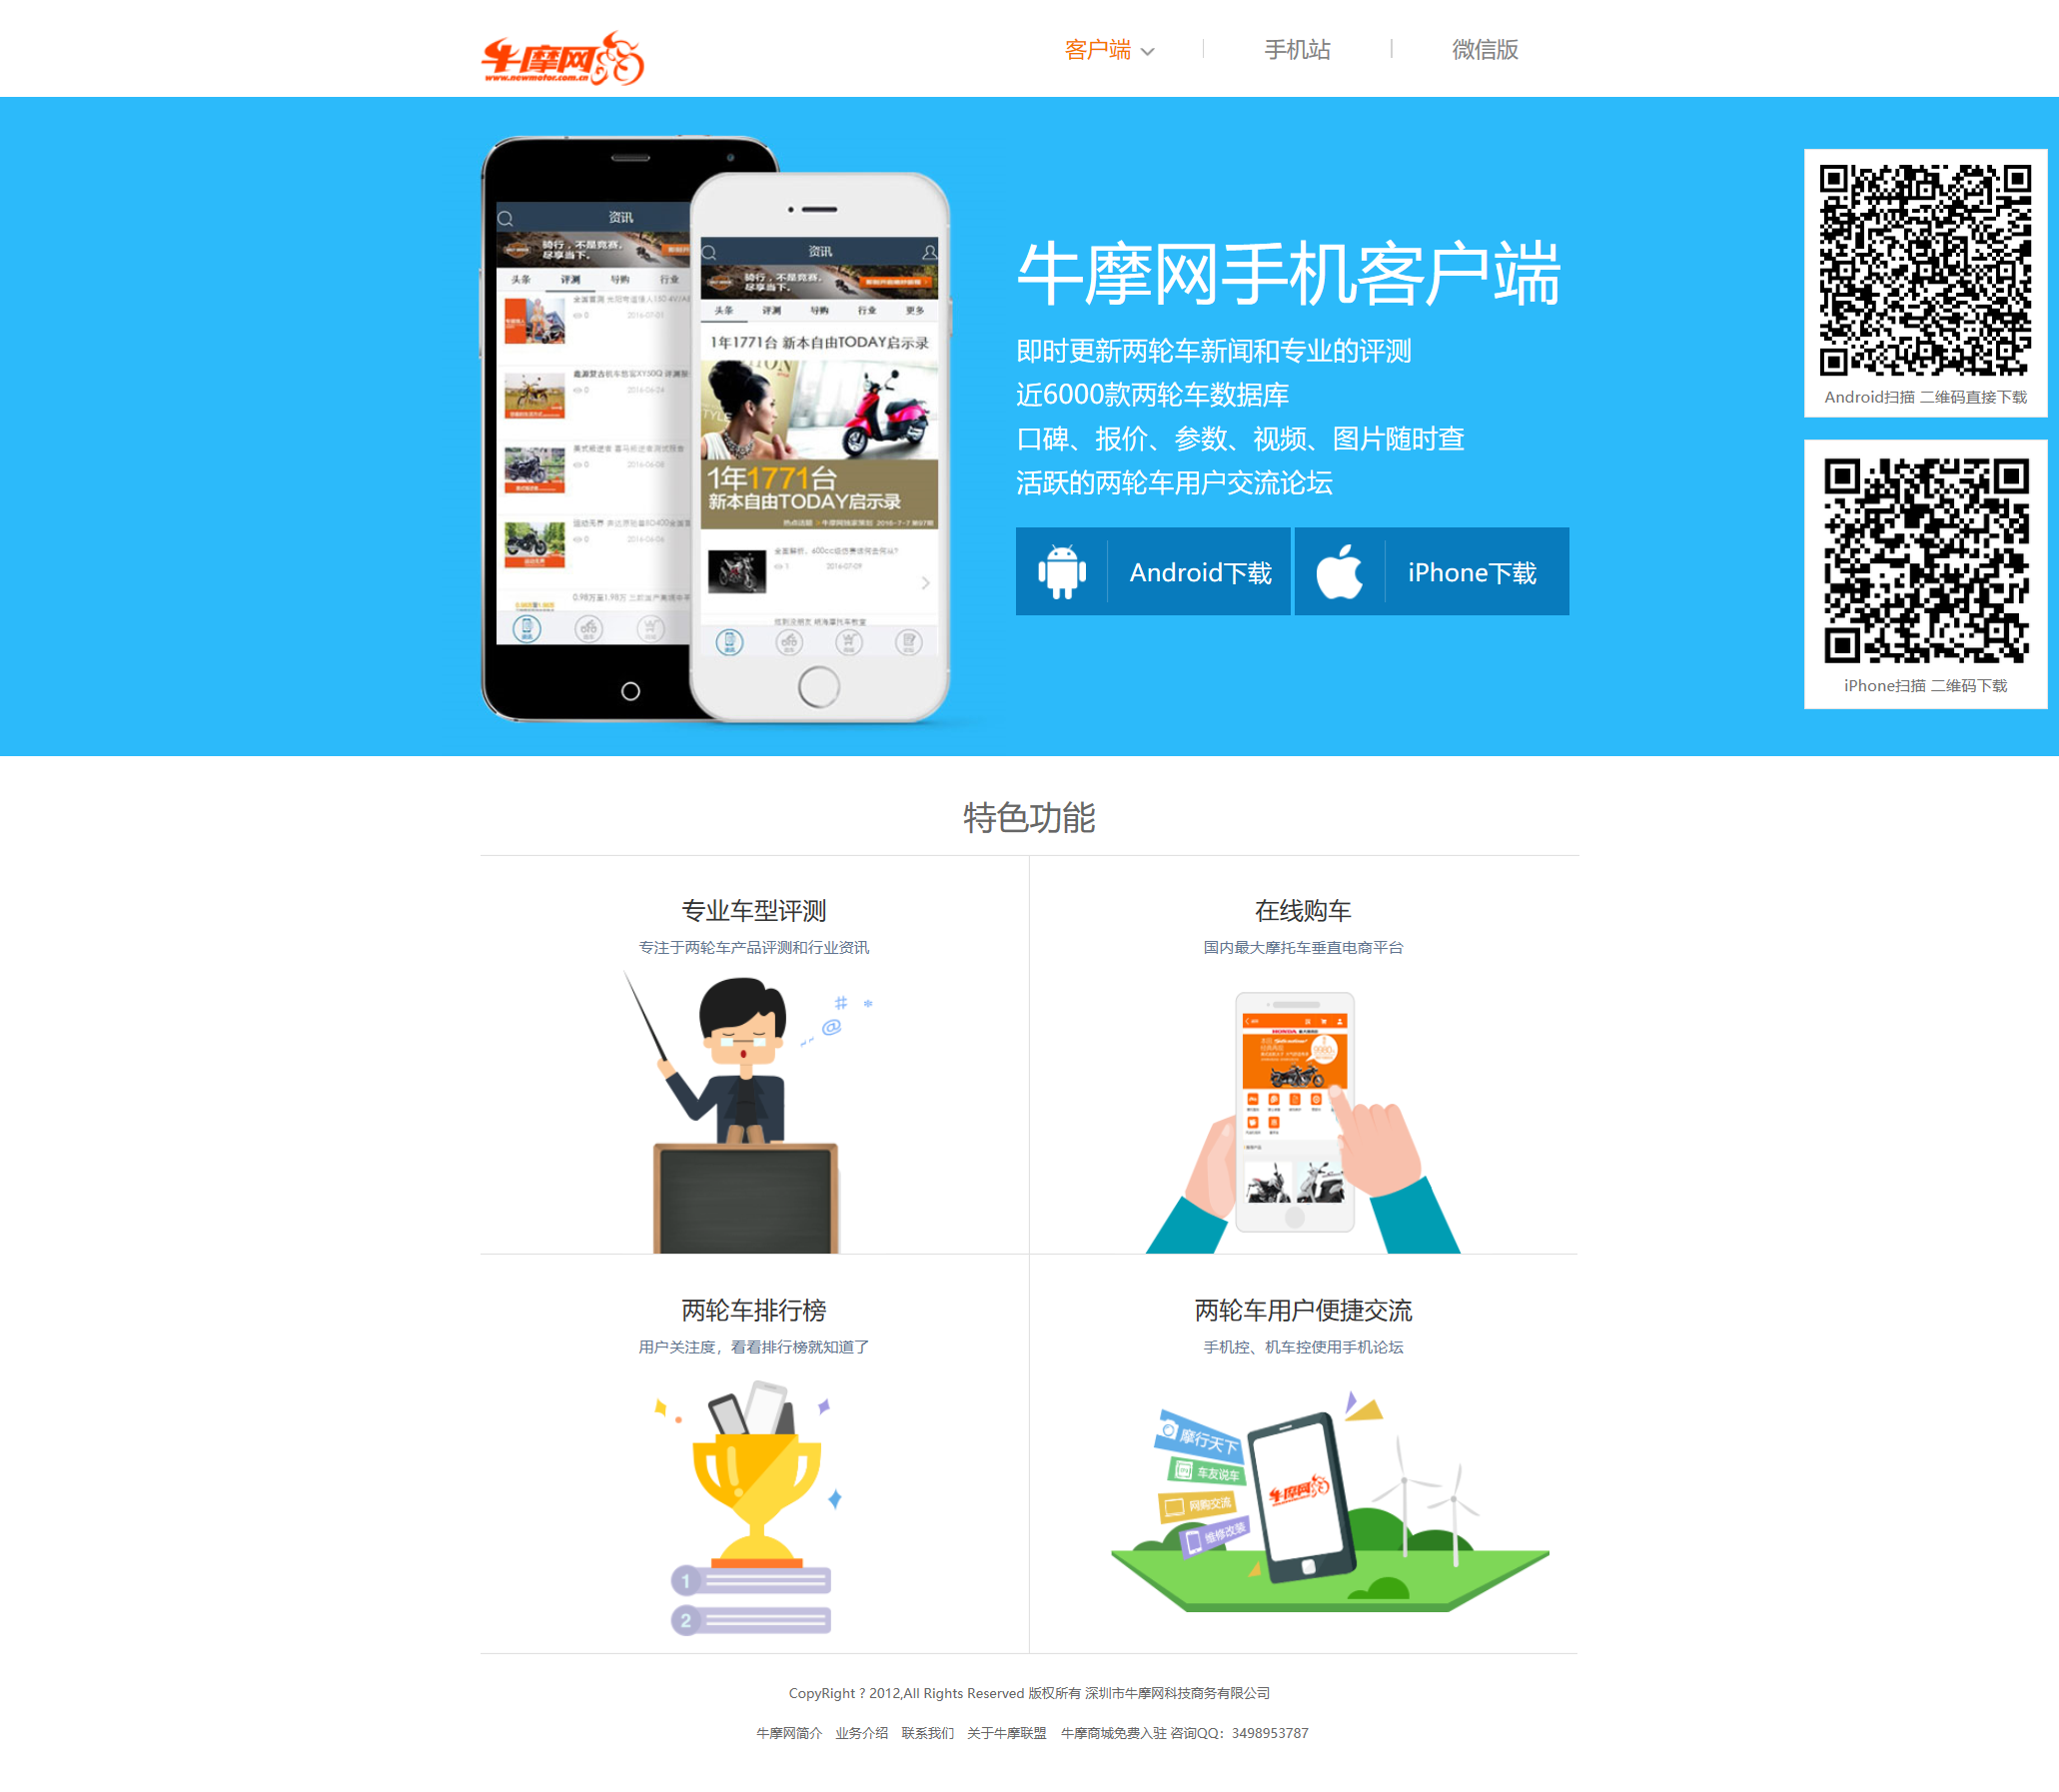 牛摩网
www.newmotor.com.cn
客户端
手机站
微信版
资讯
骑行，不是竞赛。
尽享当下。
头条 评测 导购 行业
2016-07-01
2016-06-24
2016-06-08
2016-06-06
资讯
骑行，不是竞赛。
尽享当下。
头条 评测 导购 行业 更多
1年1771台 新本自由TODAY启示录
1年1771台
新本自由TODAY启示录
2016-07-09
牛摩网手机客户端
即时更新两轮车新闻和专业的评测
近6000款两轮车数据库
口碑、报价、参数、视频、图片随时查
活跃的两轮车用户交流论坛
Android下载
iPhone下载
Android扫描 二维码直接下载
iPhone扫描 二维码下载
特色功能
专业车型评测
专注于两轮车产品评测和行业资讯
# *
@
在线购车
国内最大摩托车垂直电商平台
HONDA
两轮车排行榜
用户关注度，看看排行榜就知道了
1
2
两轮车用户便捷交流
手机控、机车控使用手机论坛
摩行天下
车友说车
网购交流
维修改装
牛摩网
CopyRight ? 2012,All Rights Reserved 版权所有 深圳市牛摩网科技商务有限公司
牛摩网简介 业务介绍 联系我们 关于牛摩联盟 牛摩商城免费入驻 咨询QQ：3498953787